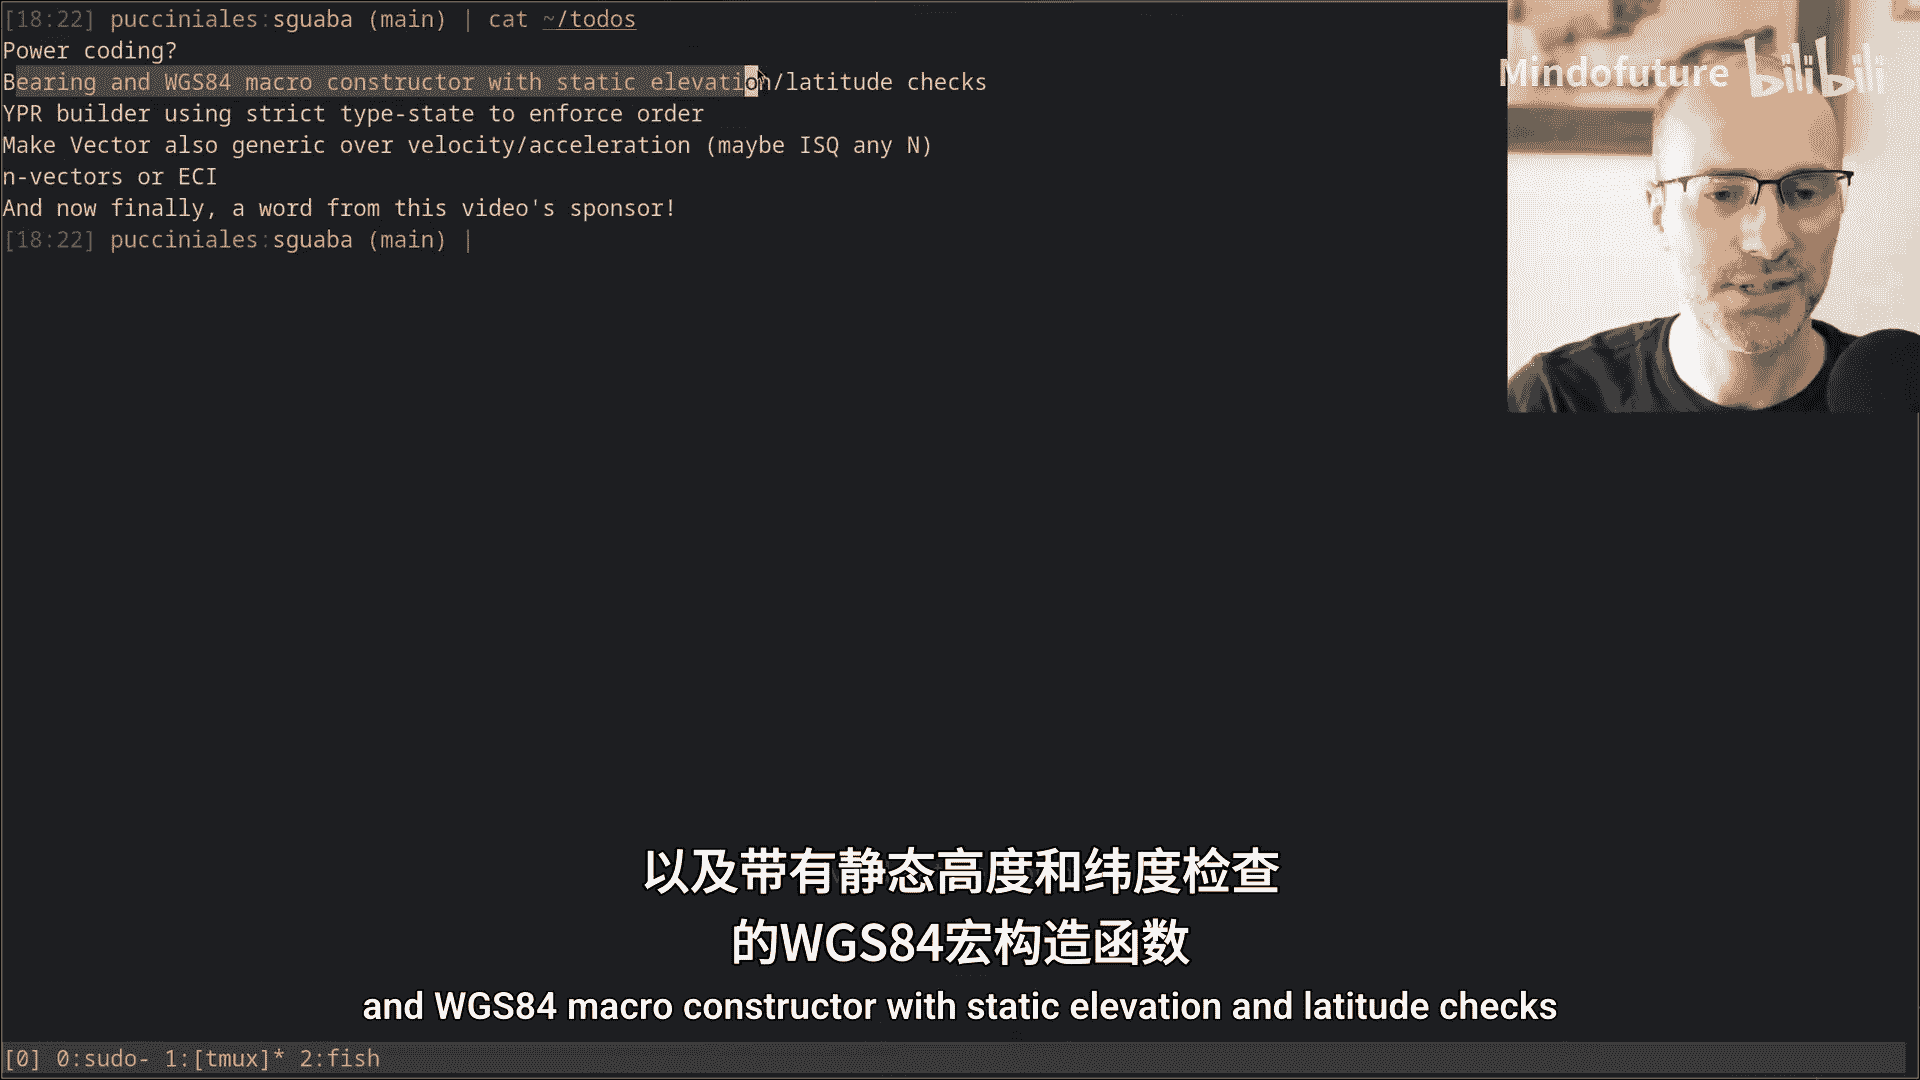 [18:22] pucciniales:sguaba (main) | cat ~/todos
Power coding?
Bearing and WGS84 macro constructor with static elevation/latitude checks
YPR builder using strict type-state to enforce order
Make Vector also generic over velocity/acceleration (maybe ISQ any N)
n-vectors or ECI
And now finally, a word from this video's sponsor!
[18:22] pucciniales:sguaba (main) |
Mindofuture bilibili
以及带有静态高度和纬度检查
的WGS84宏构造函数
and WGS84 macro constructor with static elevation and latitude checks
[0] 0:sudo- 1:[tmux]* 2:fish